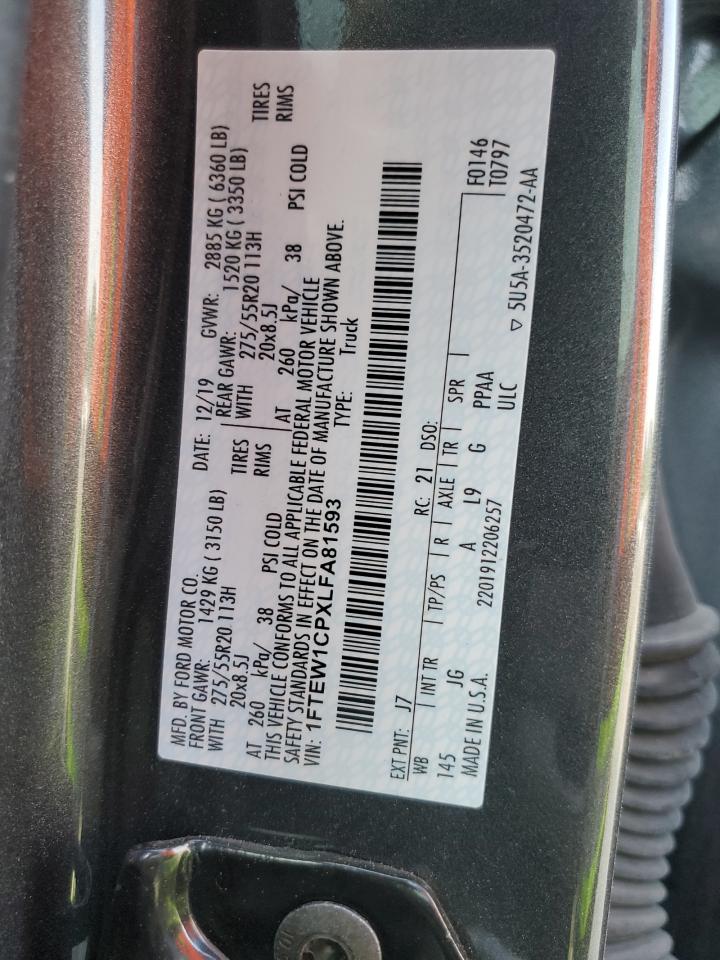 MFD. BY FORD MOTOR CO. DATE: 12/19 GVWR: 2885 KG ( 6360 LB)
FRONT GAWR: 1429 KG ( 3150 LB) REAR GAWR: 1520 KG ( 3350 LB)
WITH 275/55R20 113H TIRES WITH 275/55R20 113H TIRES
20x8.5J RIMS 20x8.5J RIMS
AT 260 kPa/ 38 PSI COLD AT 260 kPa/ 38 PSI COLD
THIS VEHICLE CONFORMS TO ALL APPLICABLE FEDERAL MOTOR VEHICLE
SAFETY STANDARDS IN EFFECT ON THE DATE OF MANUFACTURE SHOWN ABOVE.
VIN: 1FTEW1CPXLFA81593 TYPE: Truck
F0146
T0797
EXT PNT: J7 RC: 21 DSO:
WB INT TR TP/PS R AXLE TR SPR
145 JG A L9 G PPAA
▽ 5U5A-3520472-AA
MADE IN U.S.A. 2201912206257 ULC